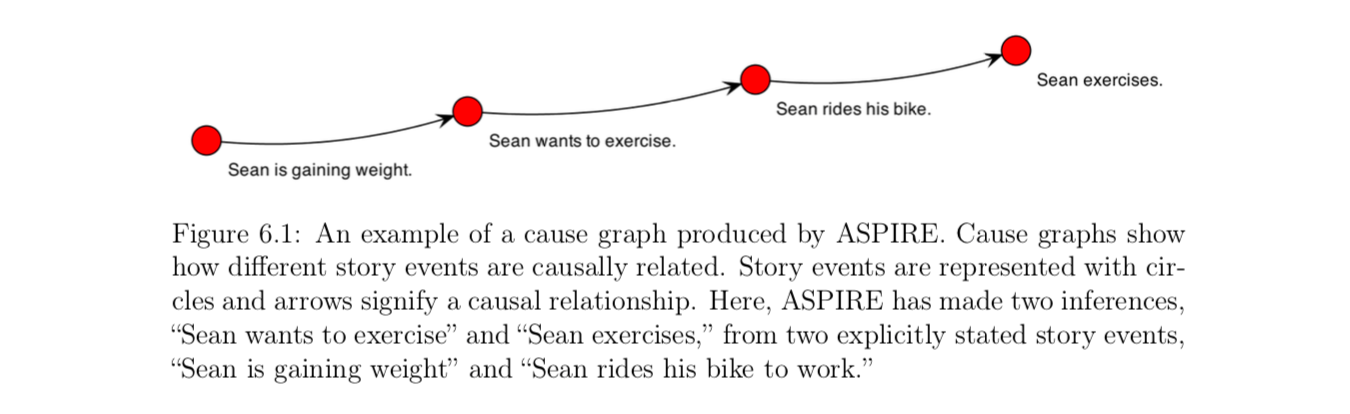 Sean exercises.
Sean rides his bike.
Sean wants to exercise.
Sean is gaining weight.
Figure 6.1: An example of a cause graph produced by ASPIRE. Cause graphs show
how different story events are causally related. Story events are represented with cir-
cles and arrows signify a causal relationship. Here, ASPIRE has made two inferences,
“Sean wants to exercise” and “Sean exercises,” from two explicitly stated story events,
“Sean is gaining weight” and “Sean rides his bike to work.”